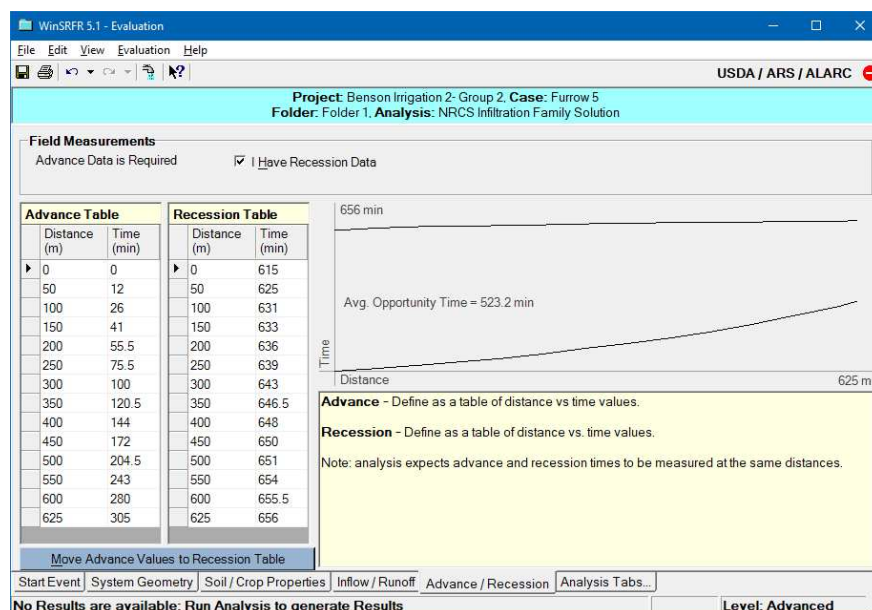 WinSRFR 5.1 - Evaluation
File Edit View Evaluation Help
USDA / ARS / ALARC
Project: Benson Irrigation 2- Group 2, Case: Furrow 5
Folder: Folder 1, Analysis: NRCS Infiltration Family Solution
Field Measurements
Advance Data is Required I Have Recession Data
Advance Table Recession Table
Distance (m) Time (min) Distance (m) Time (min)
0 0 0 615
50 12 50 625
100 26 100 631
150 41 150 633
200 55.5 200 636
250 75.5 250 639
300 100 300 643
350 120.5 350 646.5
400 144 400 648
450 172 450 650
500 204.5 500 651
550 243 550 654
600 280 600 655.5
625 305 625 656
Move Advance Values to Recession Table
656 min
Avg. Opportunity Time = 523.2 min
Time
Distance 625 m
Advance - Define as a table of distance vs time values.
Recession - Define as a table of distance vs. time values.
Note: analysis expects advance and recession times to be measured at the same distances.
Start Event System Geometry Soil / Crop Properties Inflow / Runoff Advance / Recession Analysis Tabs...
No Results are available: Run Analysis to generate Results Level: Advanced